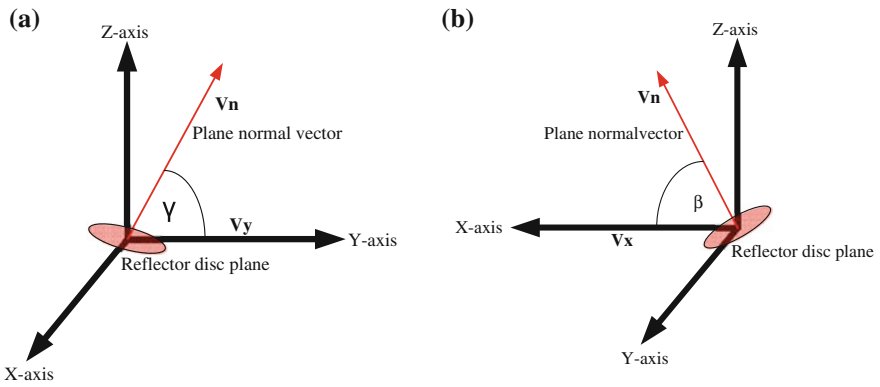 (a)
Z-axis
Vn
Plane normal vector
γ
Vy
Y-axis
Reflector disc plane
X-axis
(b)
Z-axis
Vn
Plane normalvector
β
X-axis
Vx
Reflector disc plane
Y-axis